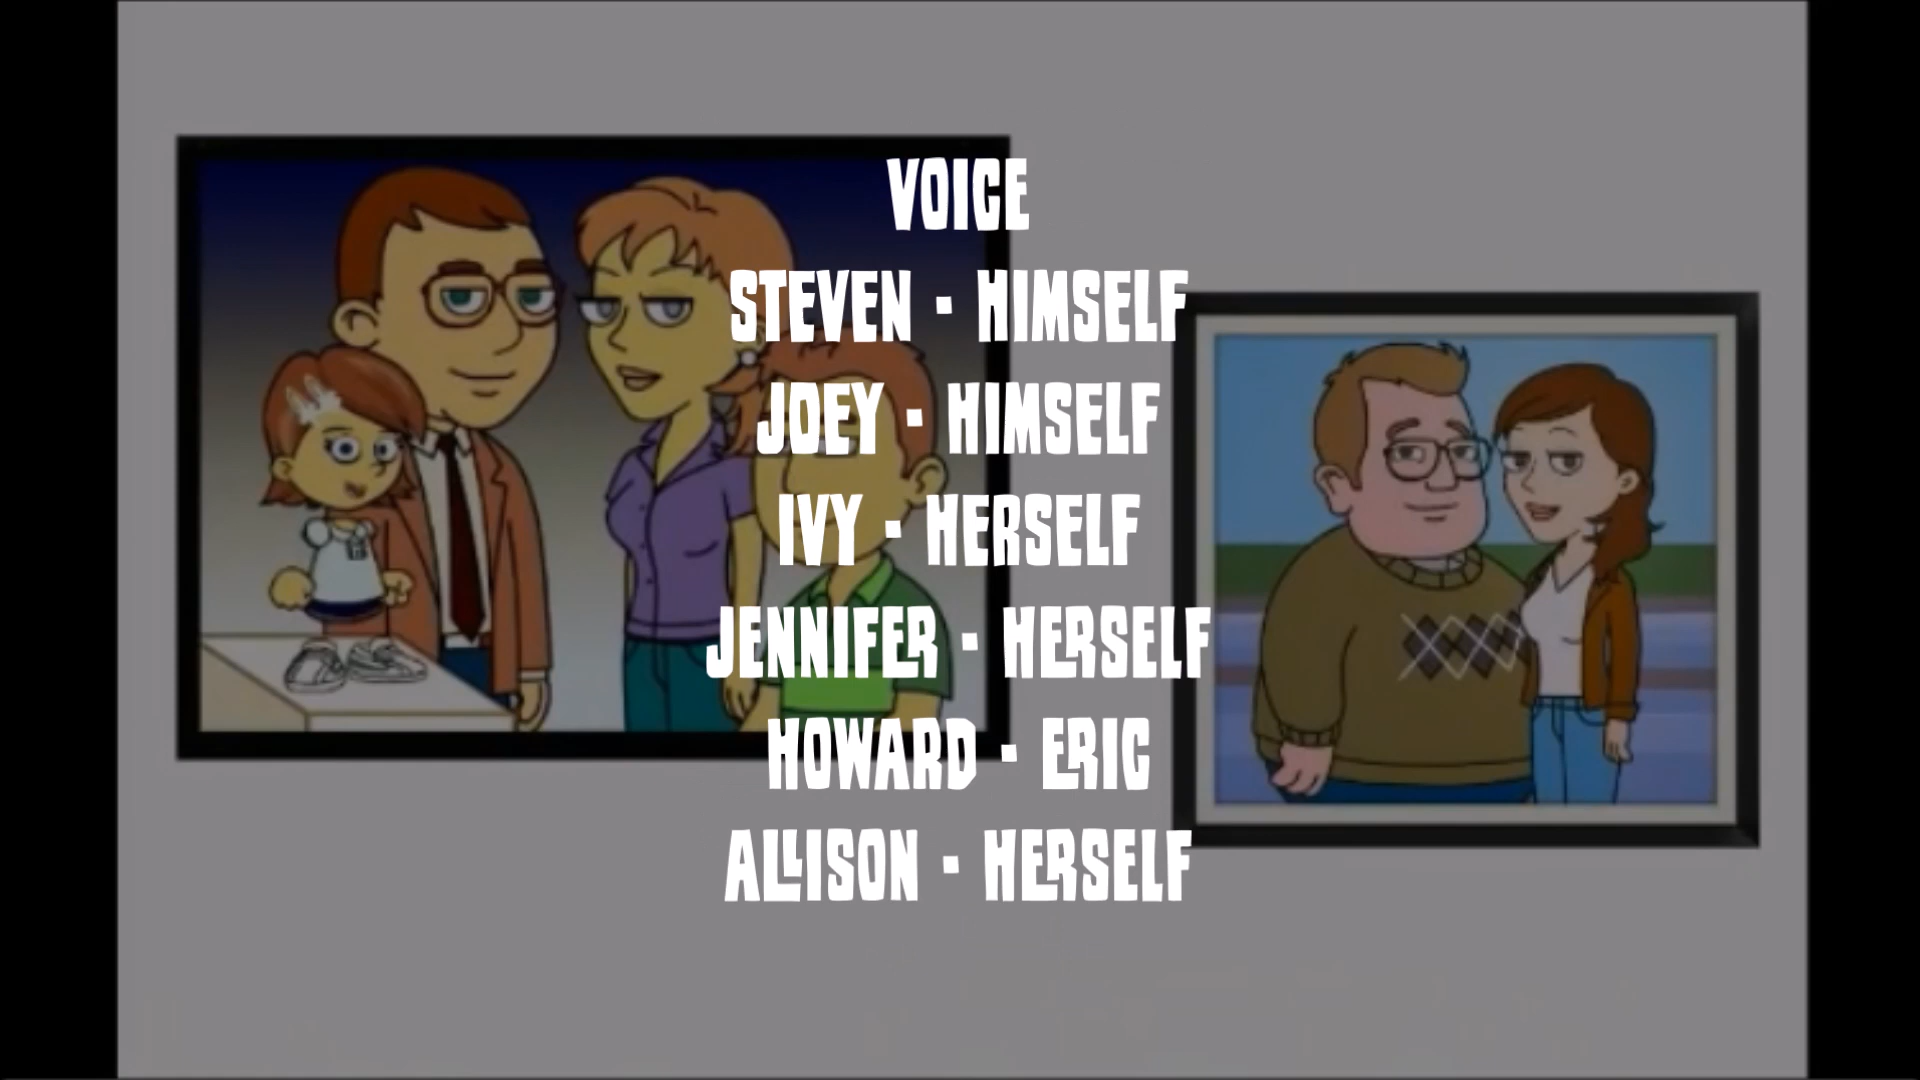 VOICE
STEVEN - HIMSELF
JOEY - HIMSELF
IVY - HERSELF
JENNIFER - HERSELF
HOWARD - ERIC
ALLISON - HERSELF